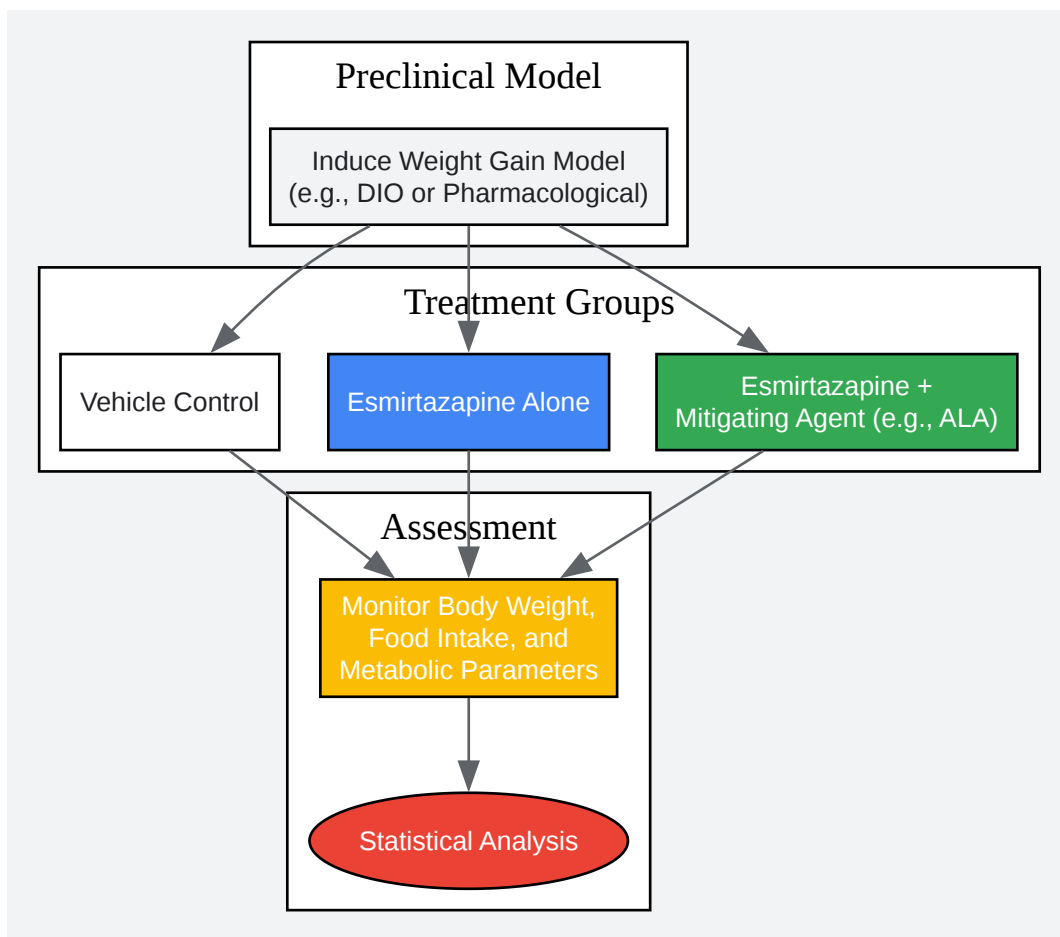 Preclinical Model
Induce Weight Gain Model
(e.g., DIO or Pharmacological)
Treatment Groups
Vehicle Control
Esmirtazapine Alone
Esmirtazapine +
Mitigating Agent (e.g., ALA)
Assessment
Monitor Body Weight,
Food Intake, and
Metabolic Parameters
Statistical Analysis